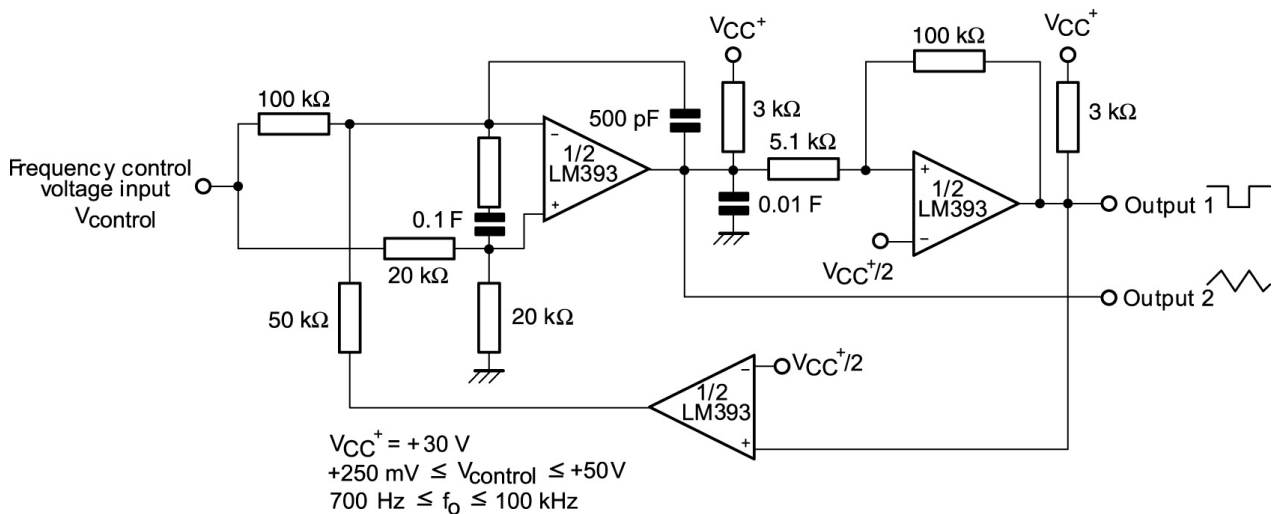 VCC+
VCC+
100 kΩ
100 kΩ
3 kΩ
3 kΩ
500 pF
5.1 kΩ
−
1/2
LM393
+
+
1/2
LM393
−
Frequency control
voltage input
Vcontrol
0.1 F
0.01 F
Output 1
20 kΩ
VCC+/2
Output 2
50 kΩ
20 kΩ
VCC+/2
−
1/2
LM393
+
VCC+ = +30 V
+250 mV ≤ Vcontrol ≤ +50V
700 Hz ≤ fo ≤ 100 kHz